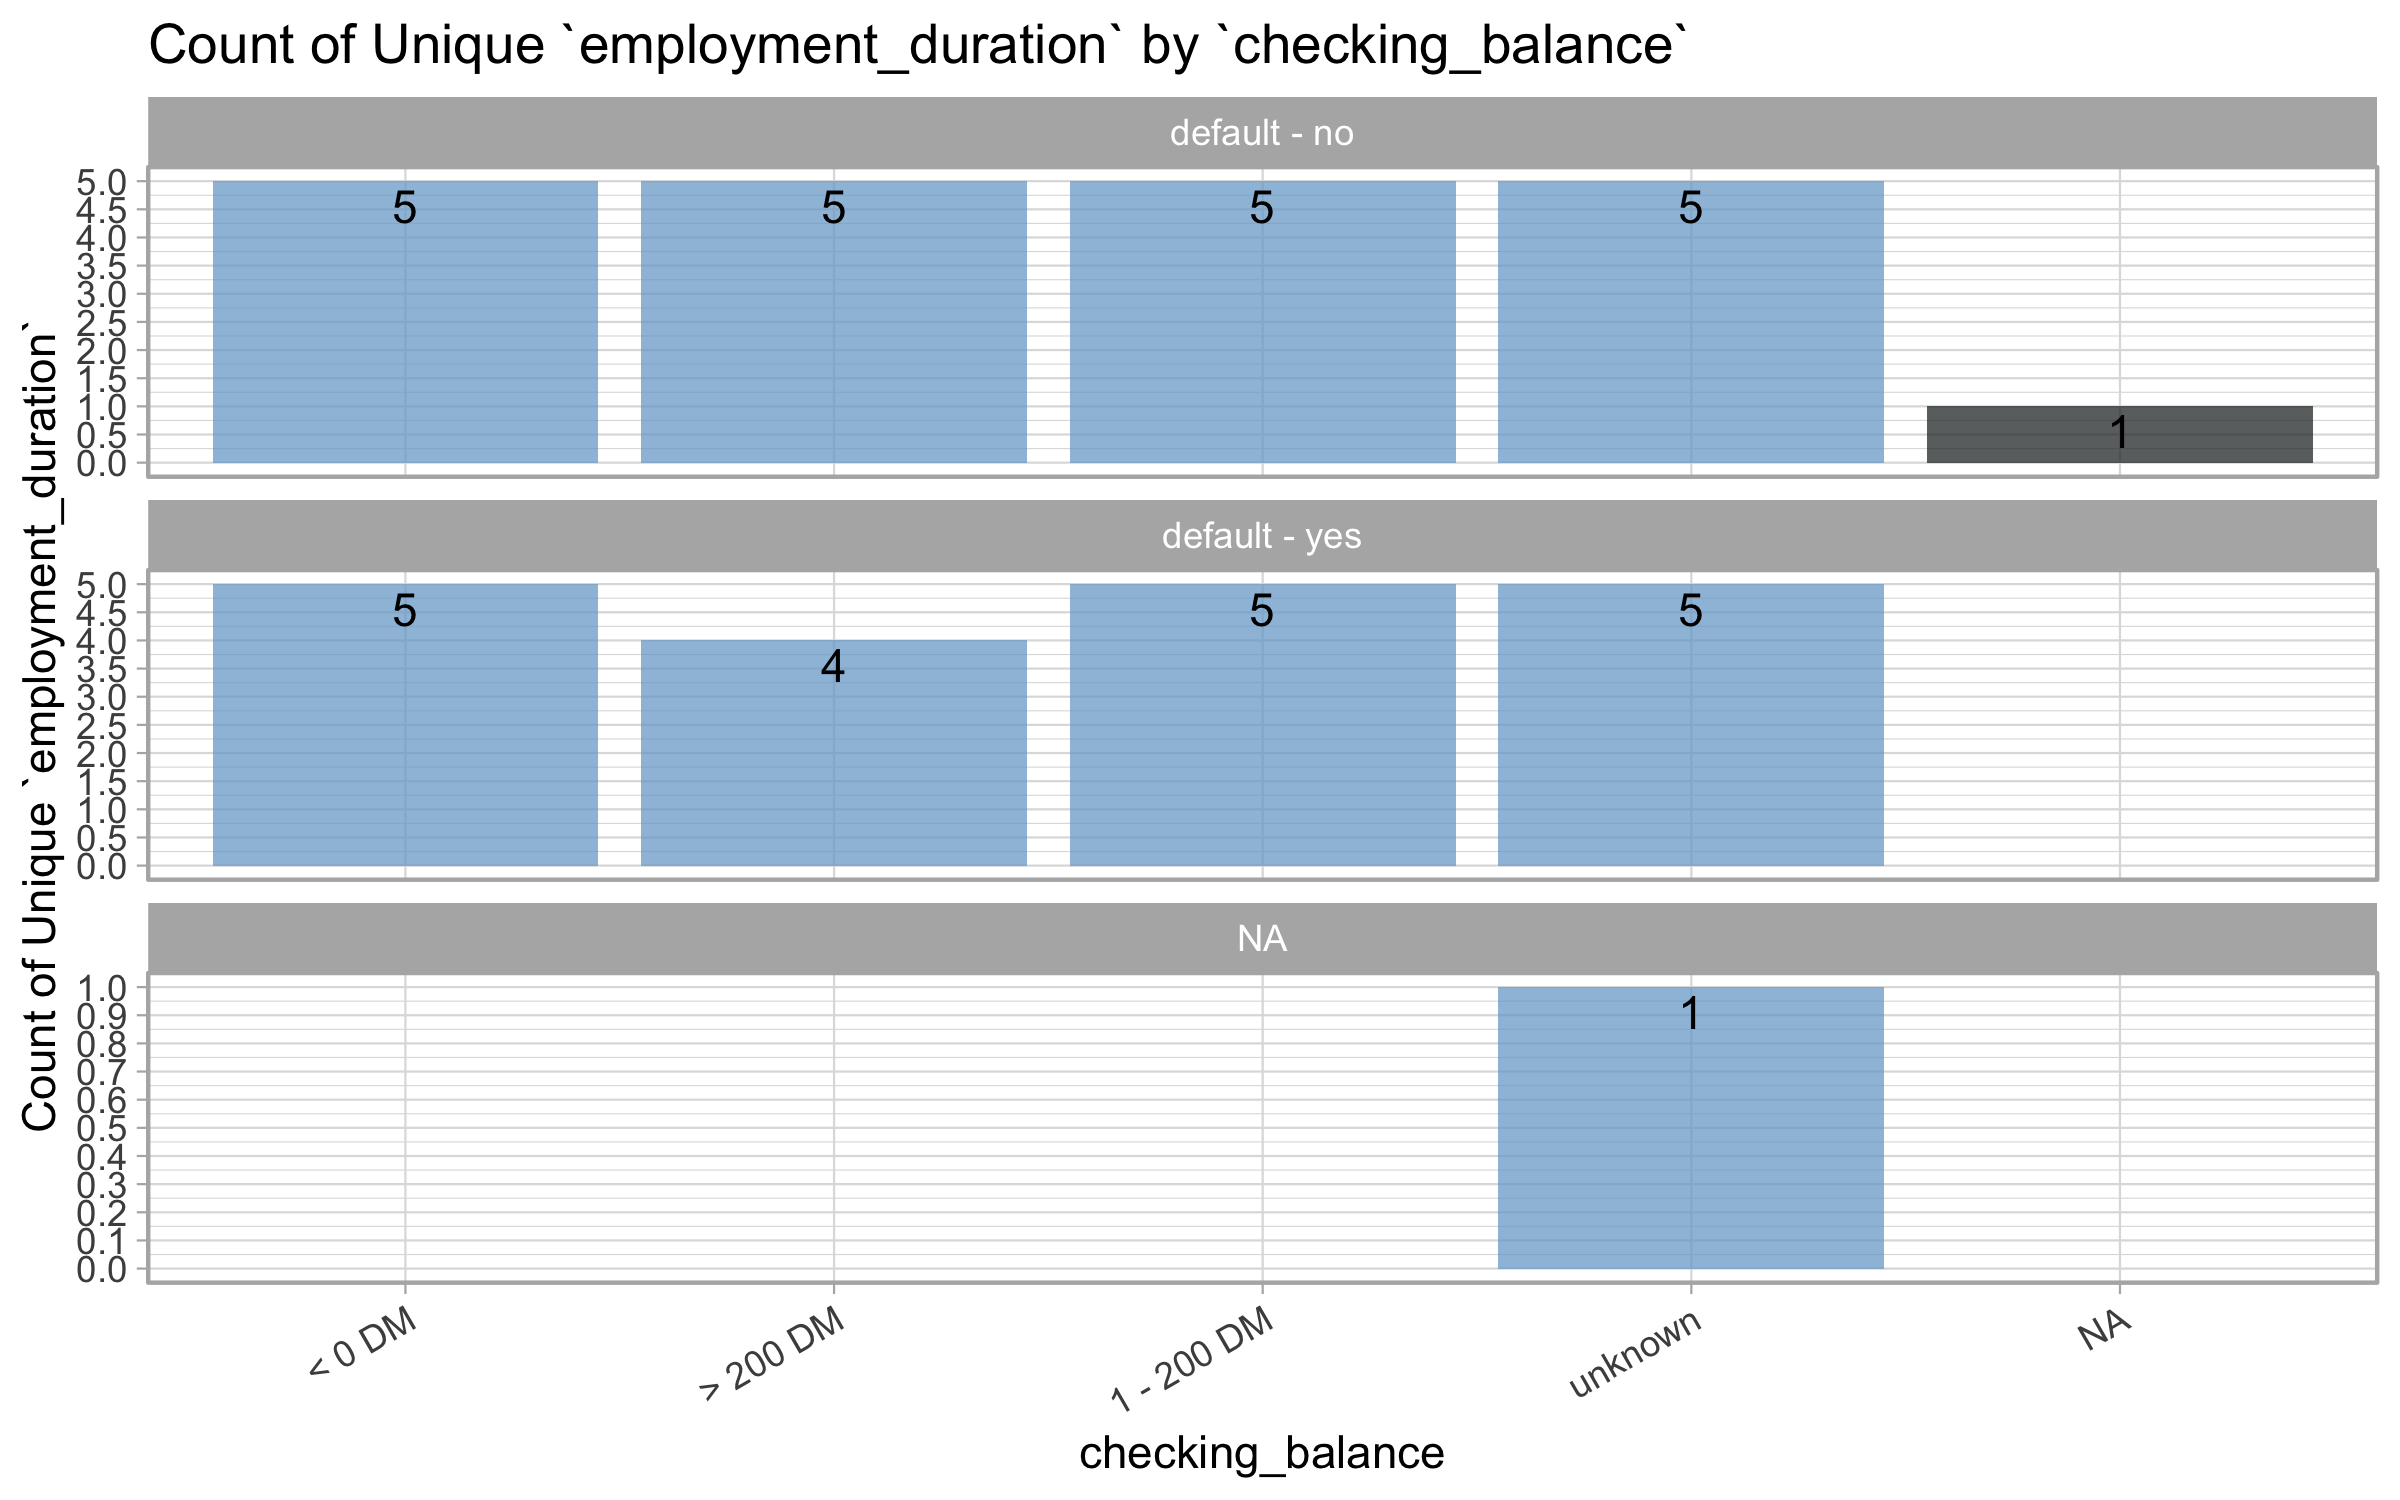 Count of Unique `employment_duration` by `checking_balance`
Count of Unique `employment_duration`
default - no
5.0
4.5
4.0
3.5
3.0
2.5
2.0
1.5
1.0
0.5
0.0
5 5 5 5 1
default - yes
5.0
4.5
4.0
3.5
3.0
2.5
2.0
1.5
1.0
0.5
0.0
5 4 5 5
NA
1.0
0.9
0.8
0.7
0.6
0.5
0.4
0.3
0.2
0.1
0.0
1
< 0 DM
> 200 DM
1 - 200 DM
unknown
NA
checking_balance